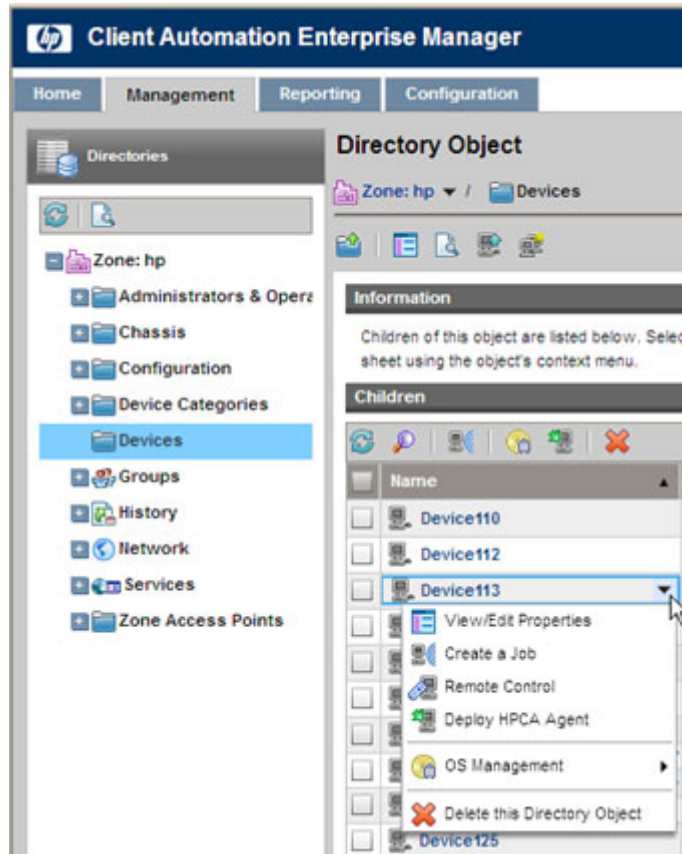 hp Client Automation Enterprise Manager
Home Management Reporting Configuration
Directories
Zone: hp
Administrators & Opera
Chassis
Configuration
Device Categories
Devices
Groups
History
Network
Services
Zone Access Points
Directory Object
Zone: hp / Devices
Information
Children of this object are listed below. Selec
sheet using the object's context menu.
Children
Name
Device110
Device112
Device113
View/Edit Properties
Create a Job
Remote Control
Deploy HPCA Agent
OS Management
Delete this Directory Object
Device125